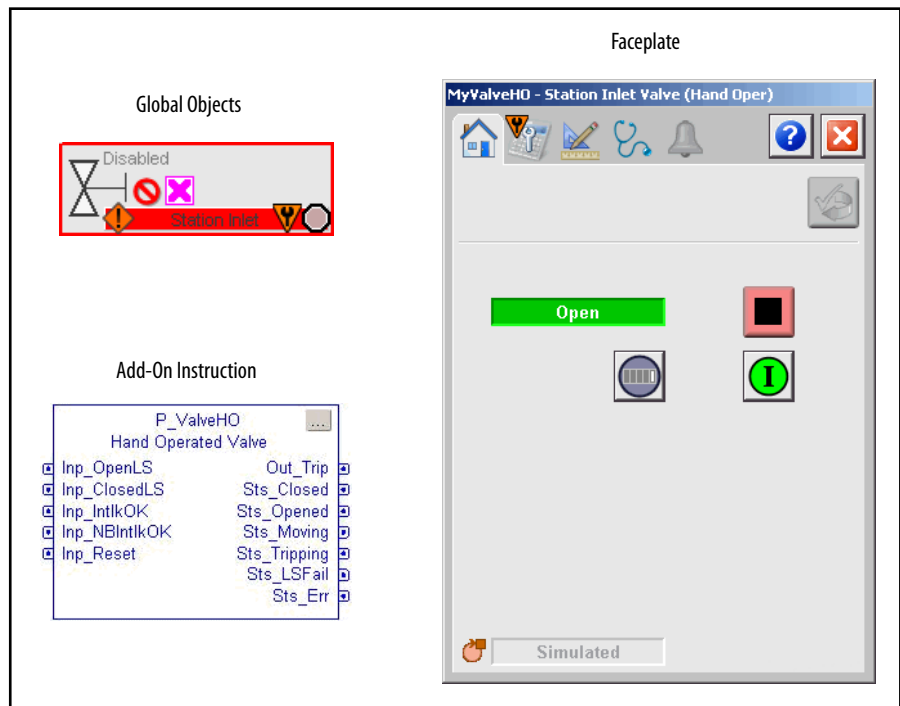 Faceplate
Global Objects
MyValveHO - Station Inlet Valve (Hand Oper)
?
Disabled
Station Inlet
Open
I
Add-On Instruction
P_ValveHO
...
Hand Operated Valve
Inp_OpenLS
Out_Trip
Inp_ClosedLS
Sts_Closed
Inp_IntlkOK
Sts_Opened
Inp_NBIntlkOK
Sts_Moving
Inp_Reset
Sts_Tripping
Sts_LSFail
Sts_Err
Simulated